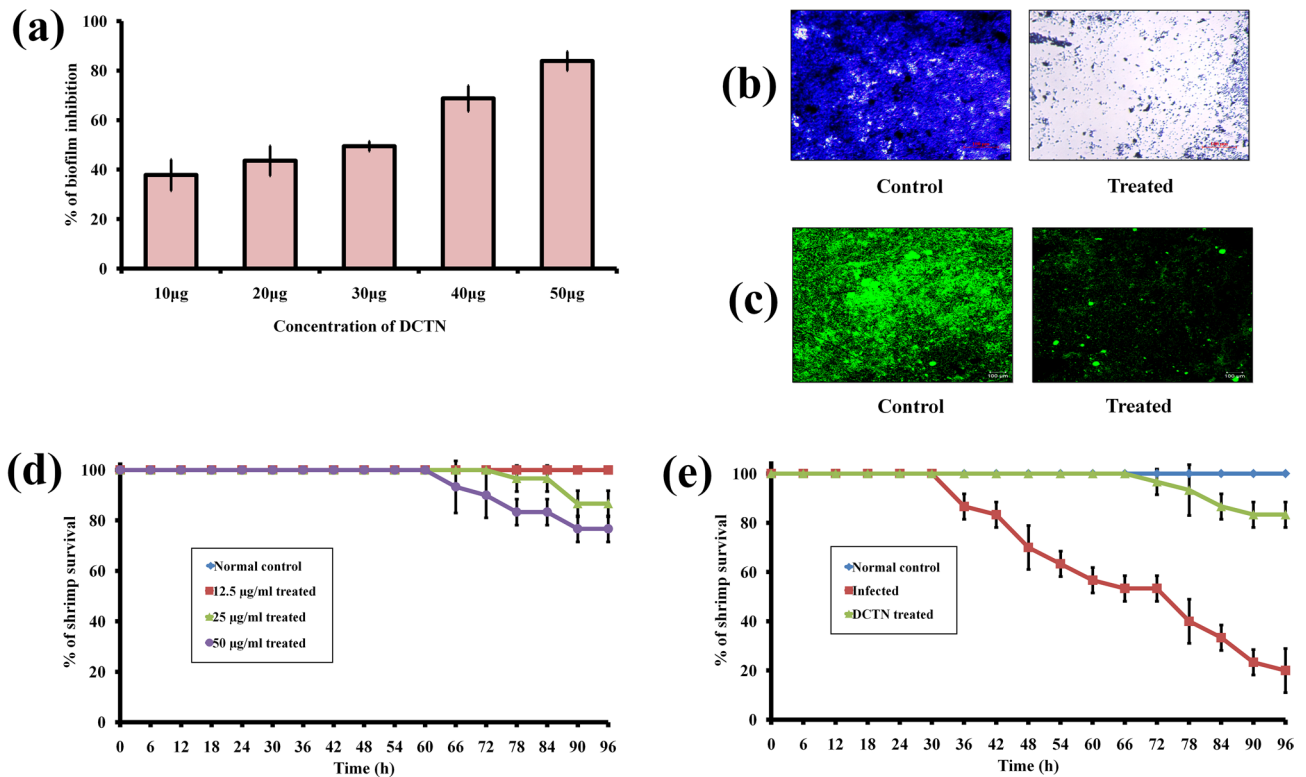 (a)
% of biofilm inhibition
100
80
60
40
20
0
10µg 20µg 30µg 40µg 50µg
Concentration of DCTN
(b)
Control Treated
(c)
100 µm
100 µm
Control Treated
(d)
% of shrimp survival
100
80
60
40
20
0
Normal control
12.5 µg/ml treated
25 µg/ml treated
50 µg/ml treated
0 6 12 18 24 30 36 42 48 54 60 66 72 78 84 90 96
Time (h)
(e)
% of shrimp survival
100
80
60
40
20
0
Normal control
Infected
DCTN treated
0 6 12 18 24 30 36 42 48 54 60 66 72 78 84 90 96
Time (h)